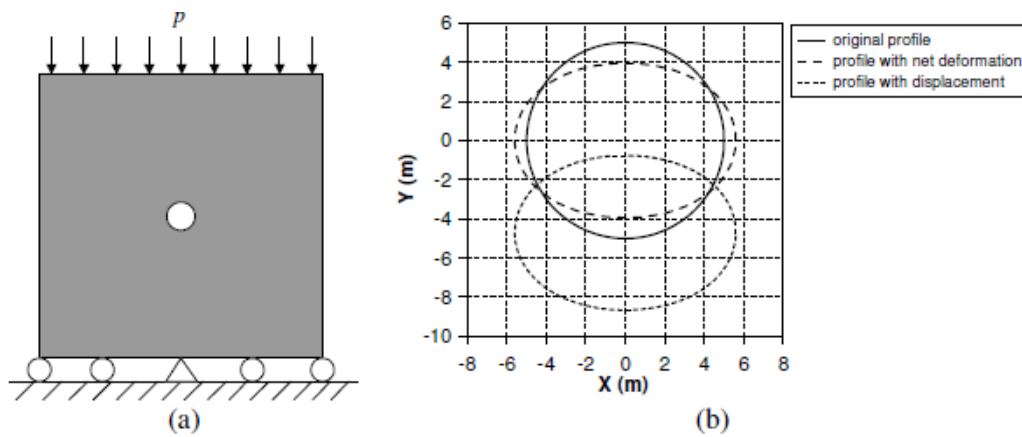 p
(a)
6
4
2
0
-2
-4
-6
-8
-10
Y (m)
-8 -6 -4 -2 0 2 4 6 8
X (m)
(b)
original profile
profile with net deformation
profile with displacement